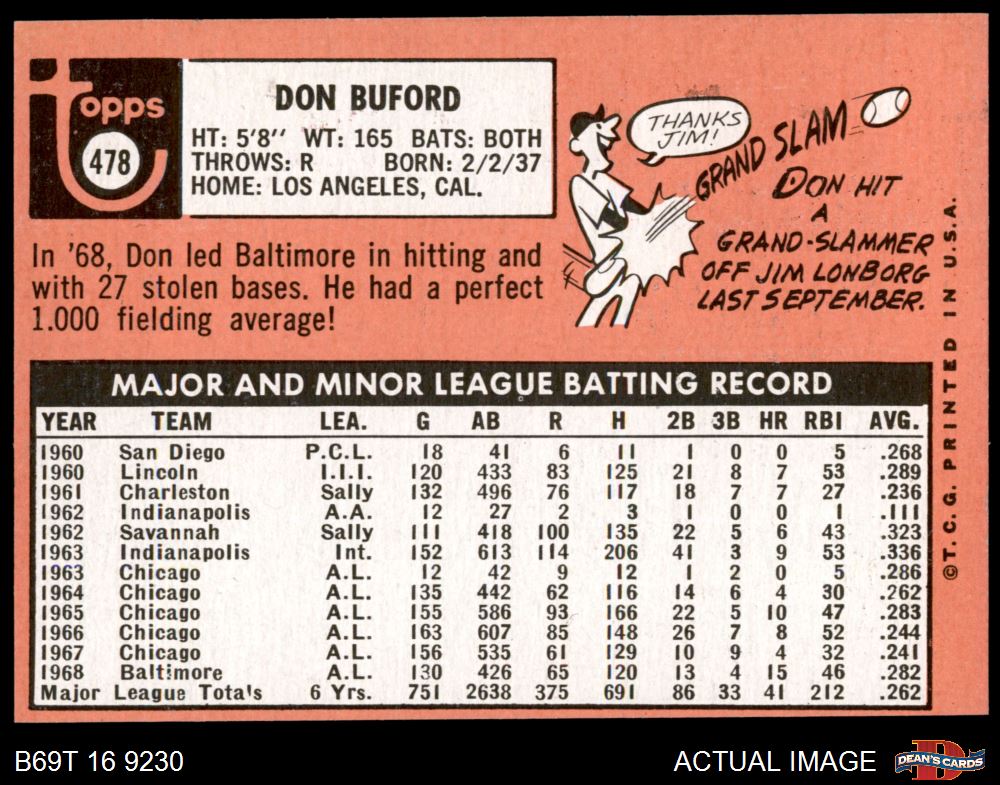 Topps
478
DON BUFORD
HT: 5'8" WT: 165 BATS: BOTH
THROWS: R BORN: 2/2/37
HOME: LOS ANGELES, CAL.
In '68, Don led Baltimore in hitting and
with 27 stolen bases. He had a perfect
1.000 fielding average!
THANKS
JIM!
GRAND SLAM
DON HIT
A
GRAND-SLAMMER
OFF JIM LONBORG
LAST SEPTEMBER.
MAJOR AND MINOR LEAGUE BATTING RECORD
YEAR TEAM LEA. G AB R H 2B 3B HR RBI AVG.
1960 San Diego P.C.L. 18 41 6 11 1 0 0 5 .268
1960 Lincoln I.I.I. 120 433 83 125 21 8 7 53 .289
1961 Charleston Sally 132 496 76 117 18 7 7 27 .236
1962 Indianapolis A.A. 12 27 2 3 1 0 0 1 .111
1962 Savannah Sally 111 418 100 135 22 5 6 43 .323
1963 Indianapolis Int. 152 613 114 206 41 3 9 53 .336
1963 Chicago A.L. 12 42 9 12 1 2 0 5 .286
1964 Chicago A.L. 135 442 62 116 14 6 4 30 .262
1965 Chicago A.L. 155 586 93 166 22 5 10 47 .283
1966 Chicago A.L. 163 607 85 148 26 7 8 52 .244
1967 Chicago A.L. 156 535 61 129 10 9 4 32 .241
1968 Baltimore A.L. 130 426 65 120 13 4 15 46 .282
Major League Totals 6 Yrs. 751 2638 375 691 86 33 41 212 .262
©T.C.G. PRINTED IN U.S.A.
B69T 16 9230
ACTUAL IMAGE
DEAN'S CARDS